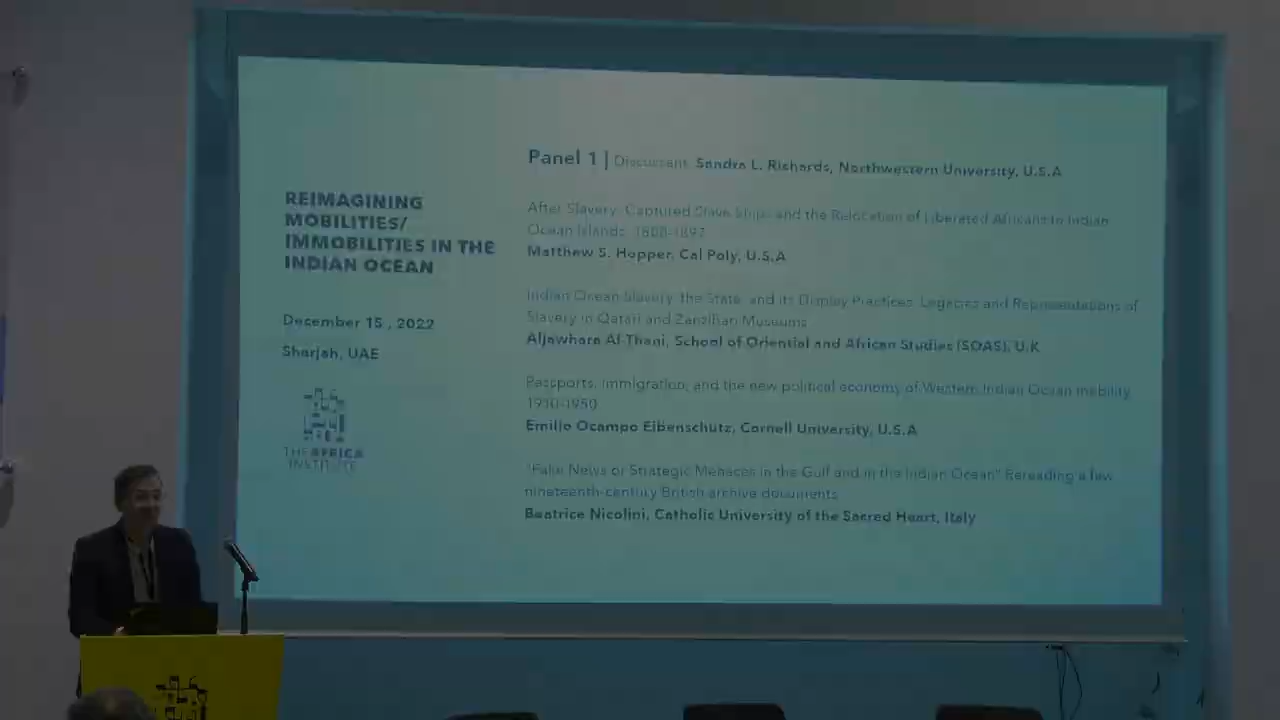 REIMAGINING
MOBILITIES/
IMMOBILITIES IN THE
INDIAN OCEAN
December 15 , 2022
Sharjah, UAE
THE AFRICA
INSTITUTE
Panel 1 | Discussant: Sandra L. Richards, Northwestern University, U.S.A
After Slavery: Captured Slave Ships and the Relocation of Liberated Africans to Indian
Ocean Islands,
Matthew S. Hopper, Cal Poly, U.S.A
Indian Ocean Slavery, the State, and its Display Practices: Legacies and Representations of
Slavery in Qatari and Zanzibari Museums
Aljawhara Al-Thani, School of Oriental and African Studies (SOAS), U.K
Passports, Immigration, and the new political economy of Western Indian Ocean mobility
Emilio Ocampo Eibenschutz, Cornell University, U.S.A
"Fake News or Strategic Menaces in the Gulf and in the Indian Ocean" Rereading a few
nineteenth-century British archive documents
Beatrice Nicolini, Catholic University of the Sacred Heart, Italy